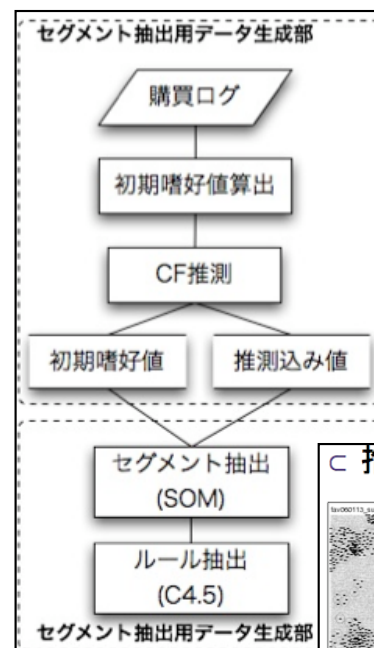 セグメント抽出用データ生成部
購買ログ
初期嗜好値算出
CF推測
初期嗜好値
推測込み値
セグメント抽出
(SOM)
ルール抽出
(C4.5)
セグメント抽出用データ生成部